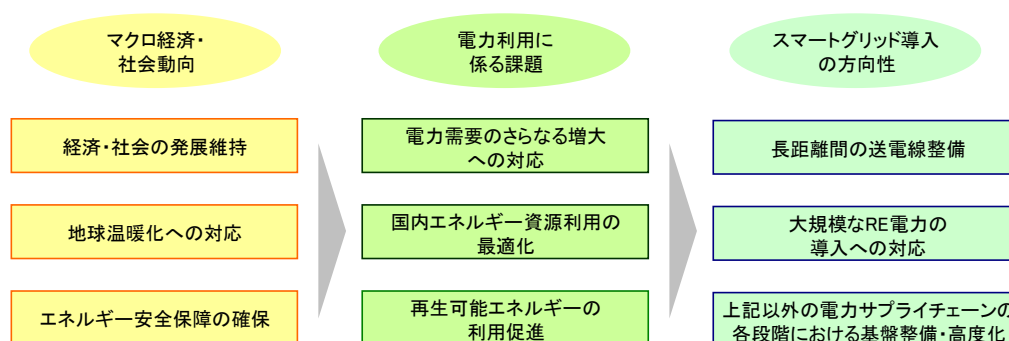 マクロ経済・
社会動向
電力利用に
係る課題
スマートグリッド導入
の方向性
経済・社会の発展維持
電力需要のさらなる増大
への対応
長距離間の送電線整備
地球温暖化への対応
国内エネルギー資源利用の
最適化
大規模なRE電力の
導入への対応
エネルギー安全保障の確保
再生可能エネルギーの
利用促進
上記以外の電力サプライチェーンの
各段階における基盤整備・高度化